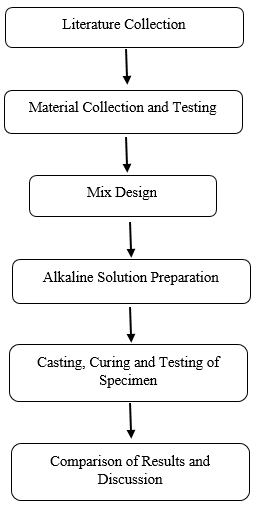 Literature Collection
Material Collection and Testing
Mix Design
Alkaline Solution Preparation
Casting, Curing and Testing of
Specimen
Comparison of Results and
Discussion